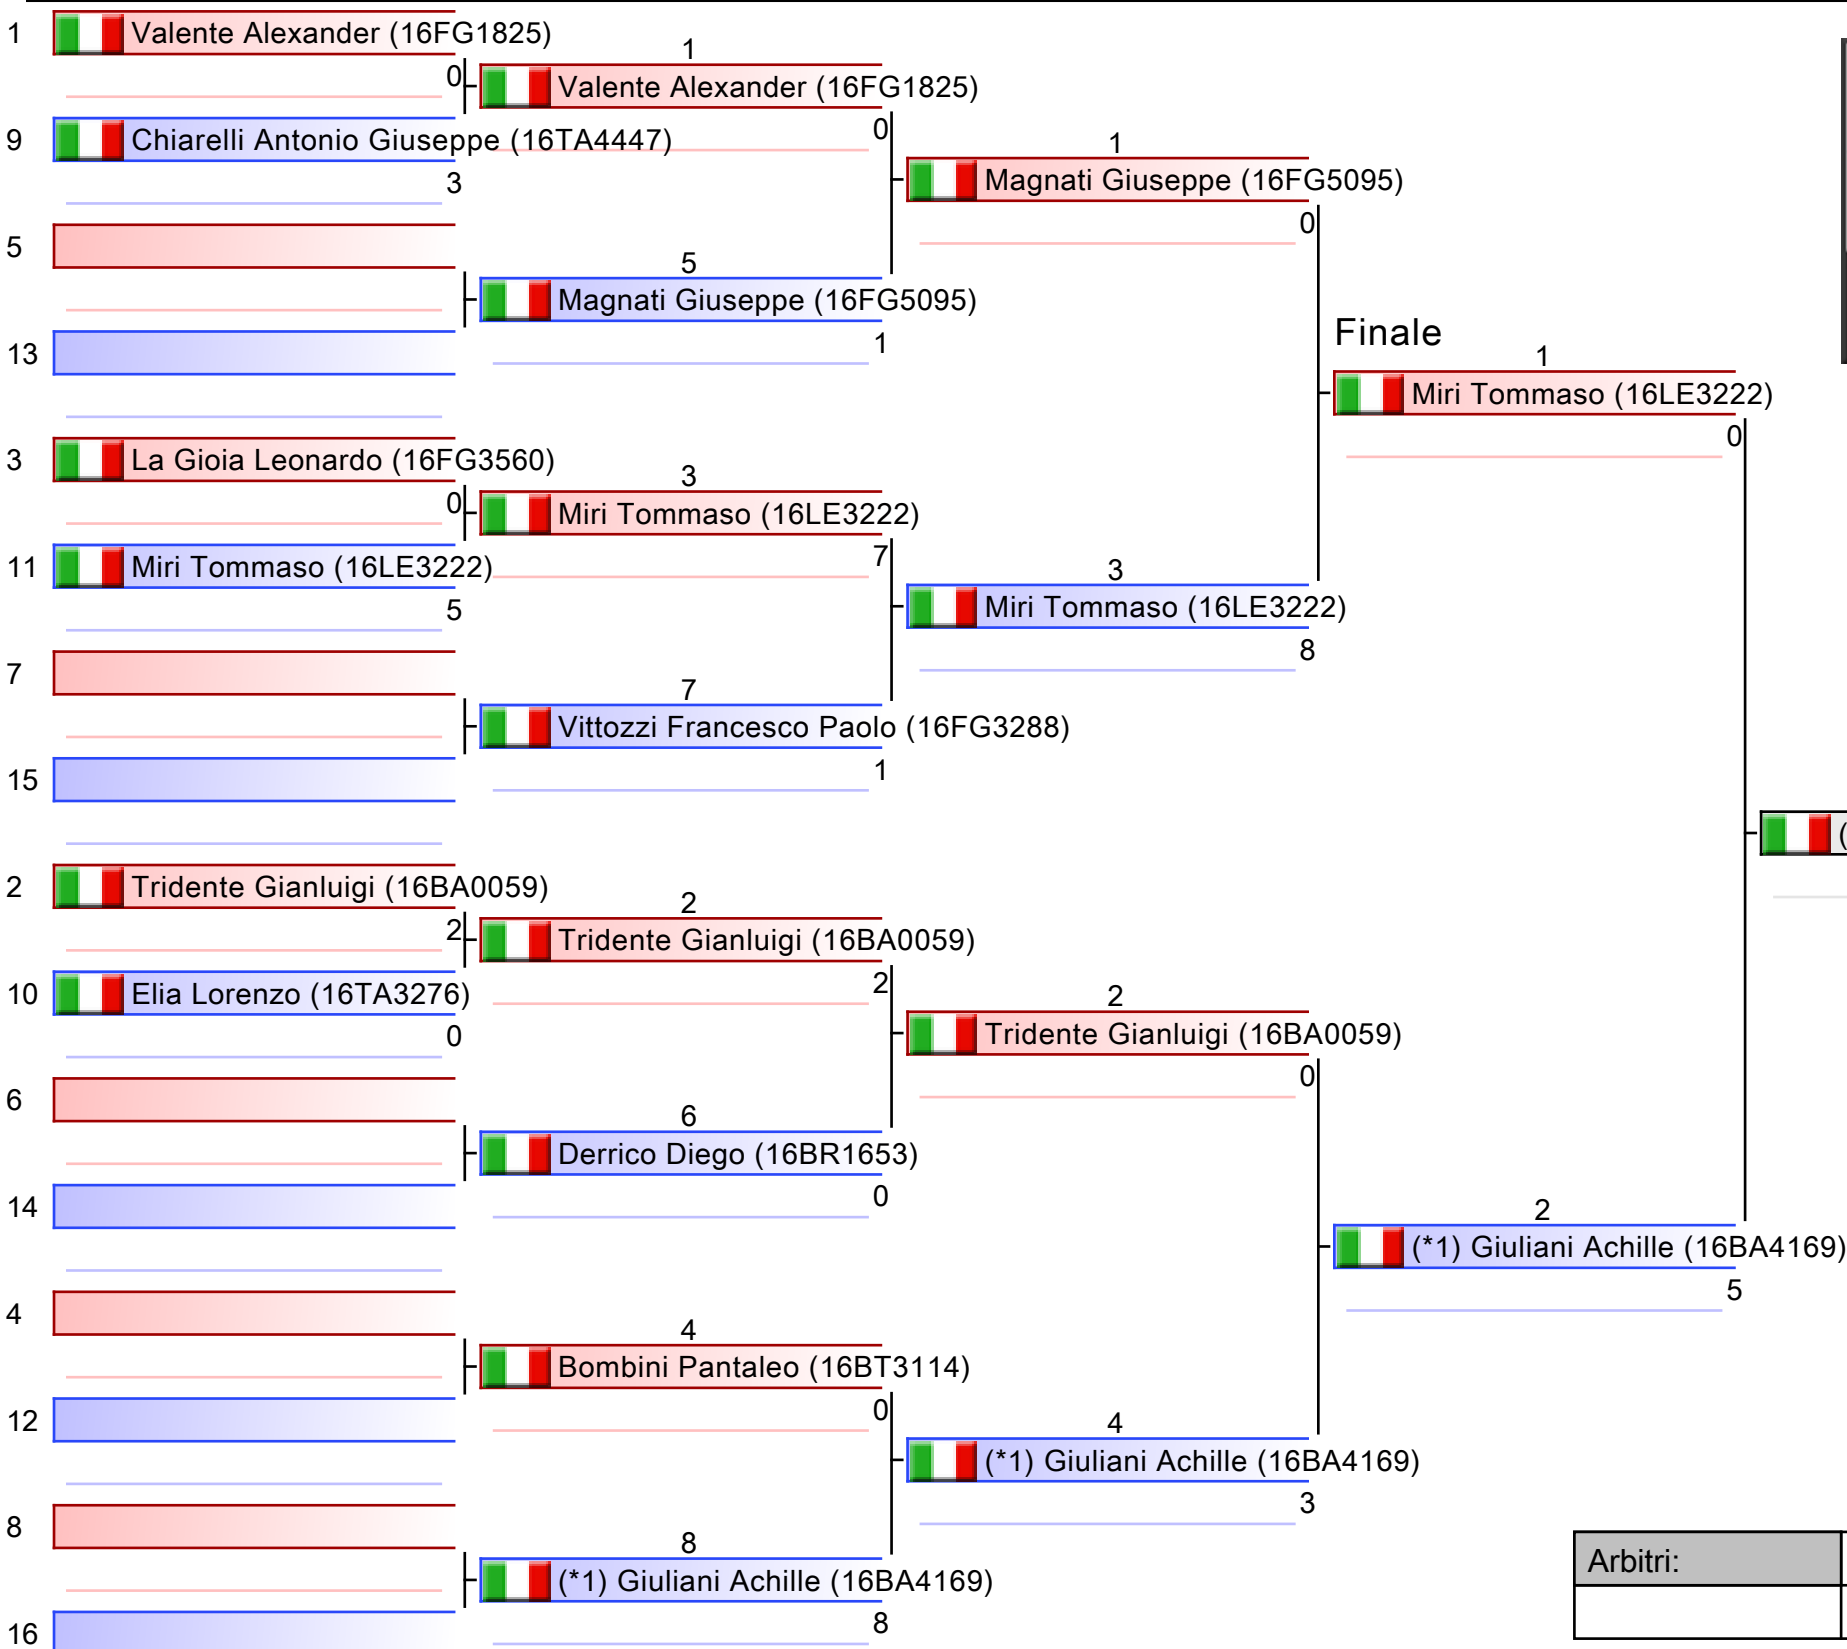 1 Valente Alexander (16FG1825)
0
9 Chiarelli Antonio Giuseppe (16TA4447)
3
5
13
3 La Gioia Leonardo (16FG3560)
0
11 Miri Tommaso (16LE3222)
5
7
15
2 Tridente Gianluigi (16BA0059)
2
10 Elia Lorenzo (16TA3276)
0
6
14
4
12
8
16
1
Valente Alexander (16FG1825)
0
5
Magnati Giuseppe (16FG5095)
1
3
Miri Tommaso (16LE3222)
7
7
Vittozzi Francesco Paolo (16FG3288)
1
2
Tridente Gianluigi (16BA0059)
2
6
Derrico Diego (16BR1653)
0
4
Bombini Pantaleo (16BT3114)
0
8
(*1) Giuliani Achille (16BA4169)
8
1
Magnati Giuseppe (16FG5095)
0
3
Miri Tommaso (16LE3222)
8
2
Tridente Gianluigi (16BA0059)
0
4
(*1) Giuliani Achille (16BA4169)
3
Finale
1
Miri Tommaso (16LE3222)
0
2
(*1) Giuliani Achille (16BA4169)
5
(
Arbitri: